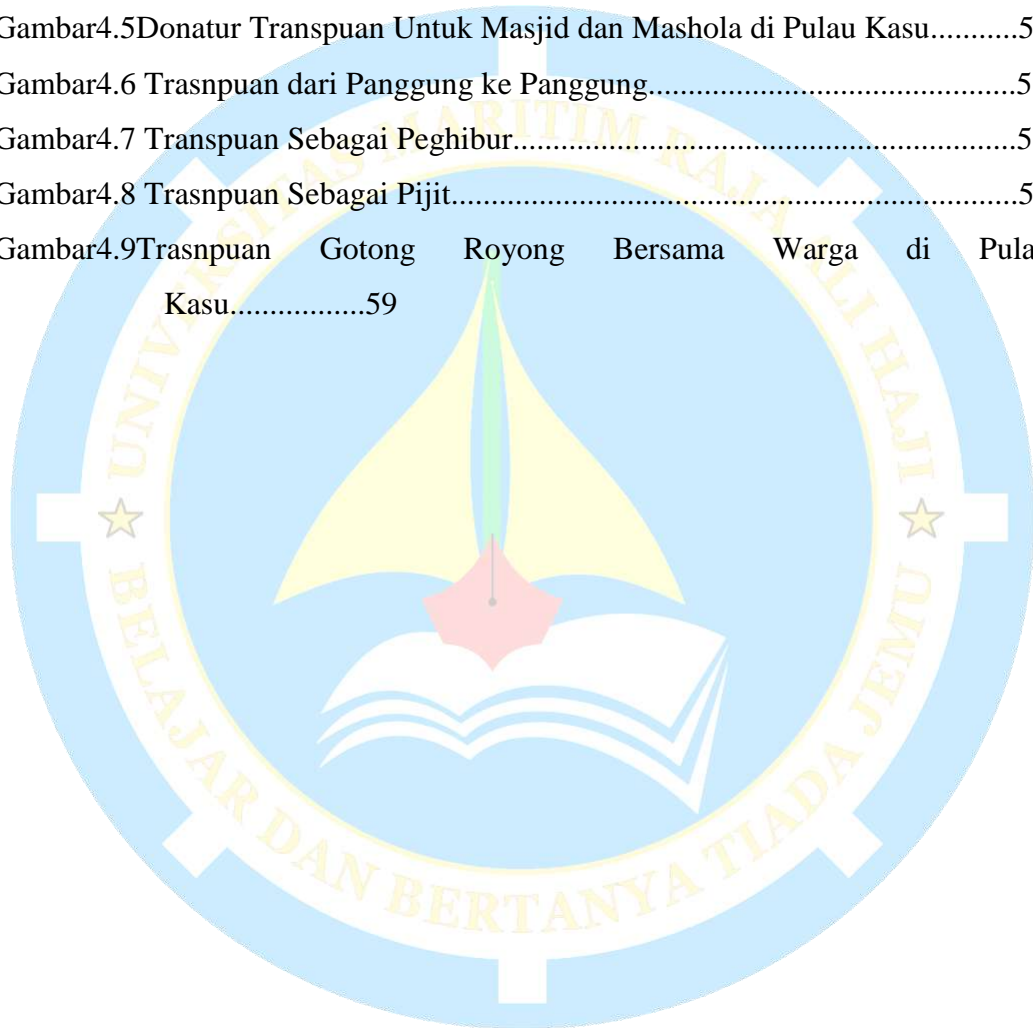 Gambar4.5Donatur Transpuan Untuk Masjid dan Mashola di Pulau Kasu...........5
Gambar4.6 Trasnpuan dari Panggung ke Panggung..............................................5
Gambar4.7 Transpuan Sebagai Peghibur...............................................................5
Gambar4.8 Trasnpuan Sebagai Pijit.......................................................................5
Gambar4.9Trasnpuan Gotong Royong Bersama Warga di Pula
Kasu.................59
UNIVERSITAS MARITIM RAJA ALI HAJI
BELAJAR DAN BERTANYA TIADA JEMU